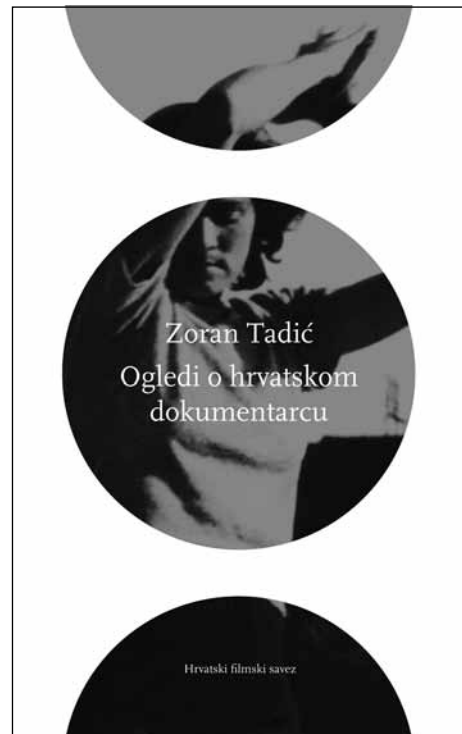 Zoran Tadić
Ogledi o hrvatskom
dokumentarcu
Hrvatski filmski savez